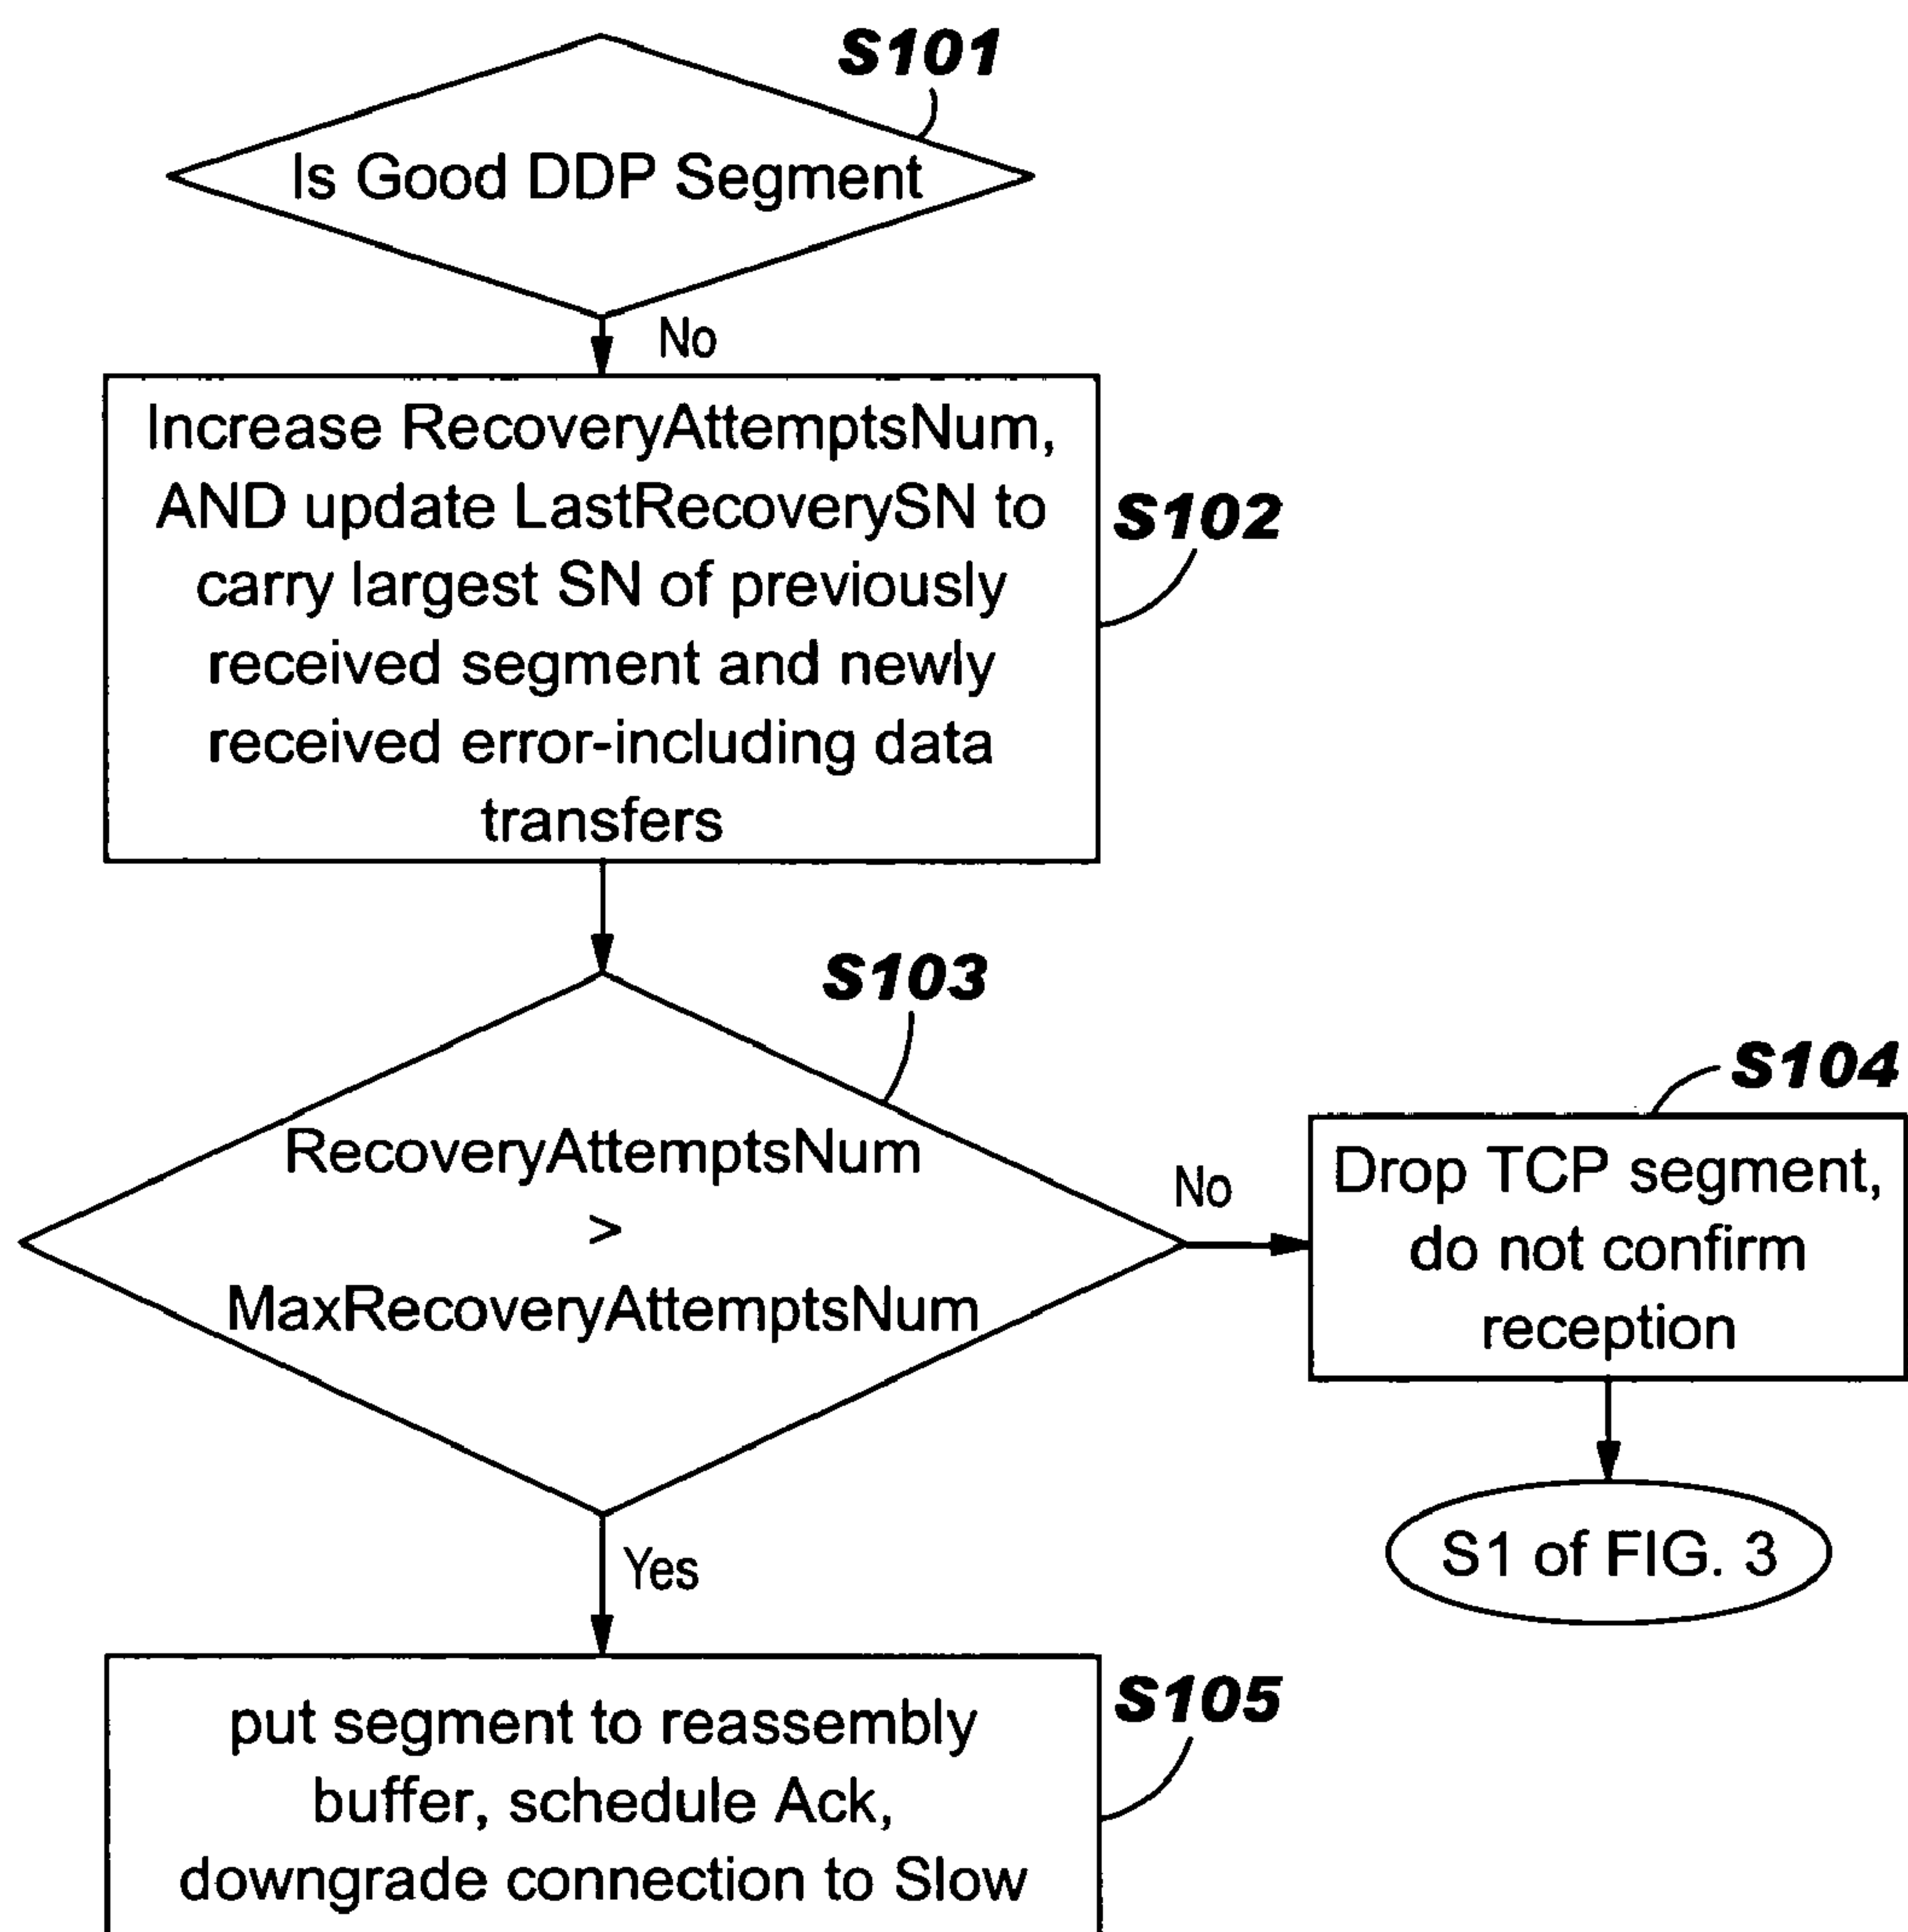 S101
Is Good DDP Segment
No
Increase RecoveryAttemptsNum,
AND update LastRecoverySN to
carry largest SN of previously
received segment and newly
received error-including data
transfers
S102
S103
RecoveryAttemptsNum
>
MaxRecoveryAttemptsNum
No
S104
Drop TCP segment,
do not confirm
reception
S1 of FIG. 3
Yes
put segment to reassembly
buffer, schedule Ack,
downgrade connection to Slow
S105